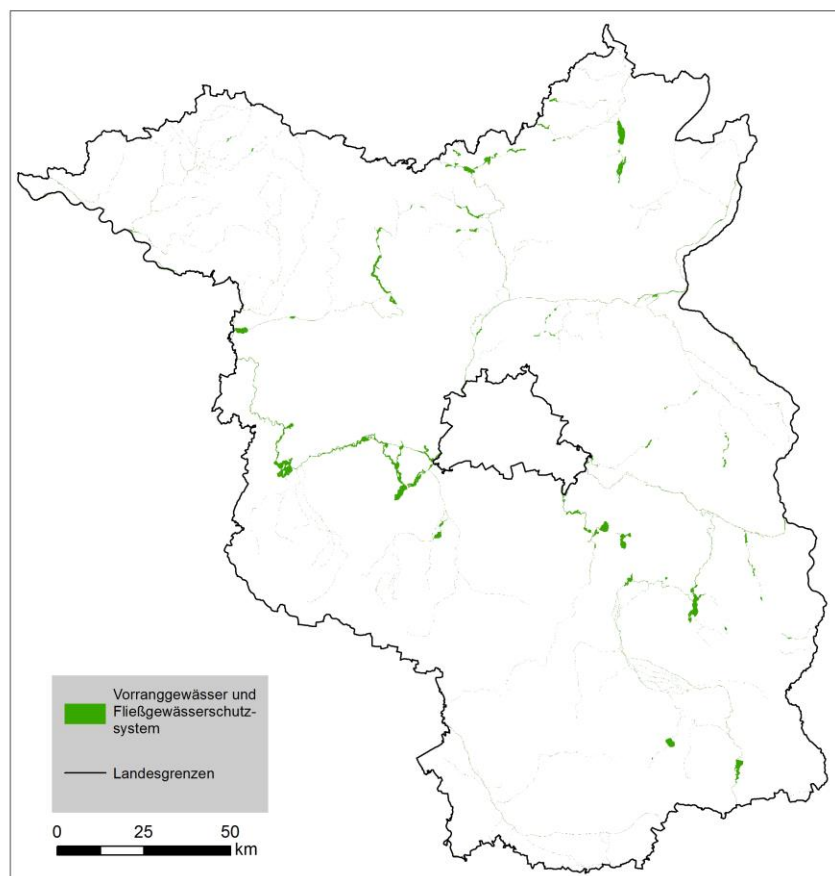 Vorranggewässer und
Fließgewässerschutz-
system
Landesgrenzen
0 25 50
km